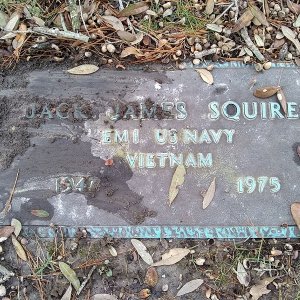 JACK JAMES SQUIRE
EM1 US NAVY
VIETNAM
1975